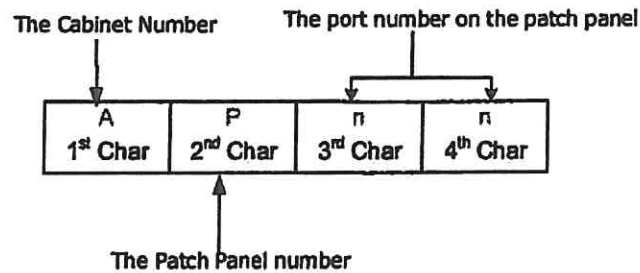 The Cabinet Number
The port number on the patch panel
A P n n
1st Char 2nd Char 3rd Char 4th Char
The Patch Panel number